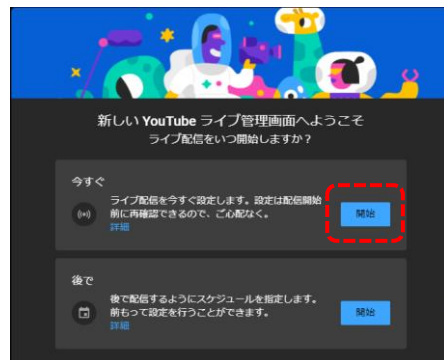 新しい YouTube ライブ管理画面へようこそ
ライブ配信をいつ開始しますか？
今すぐ
ライブ配信を今すぐ設定します。設定は配信開始
前に再確認できるので、ご心配なく。
詳細
開始
後で
後で配信するようにスケジュールを指定します。
前もって設定を行うことができます。
詳細
開始